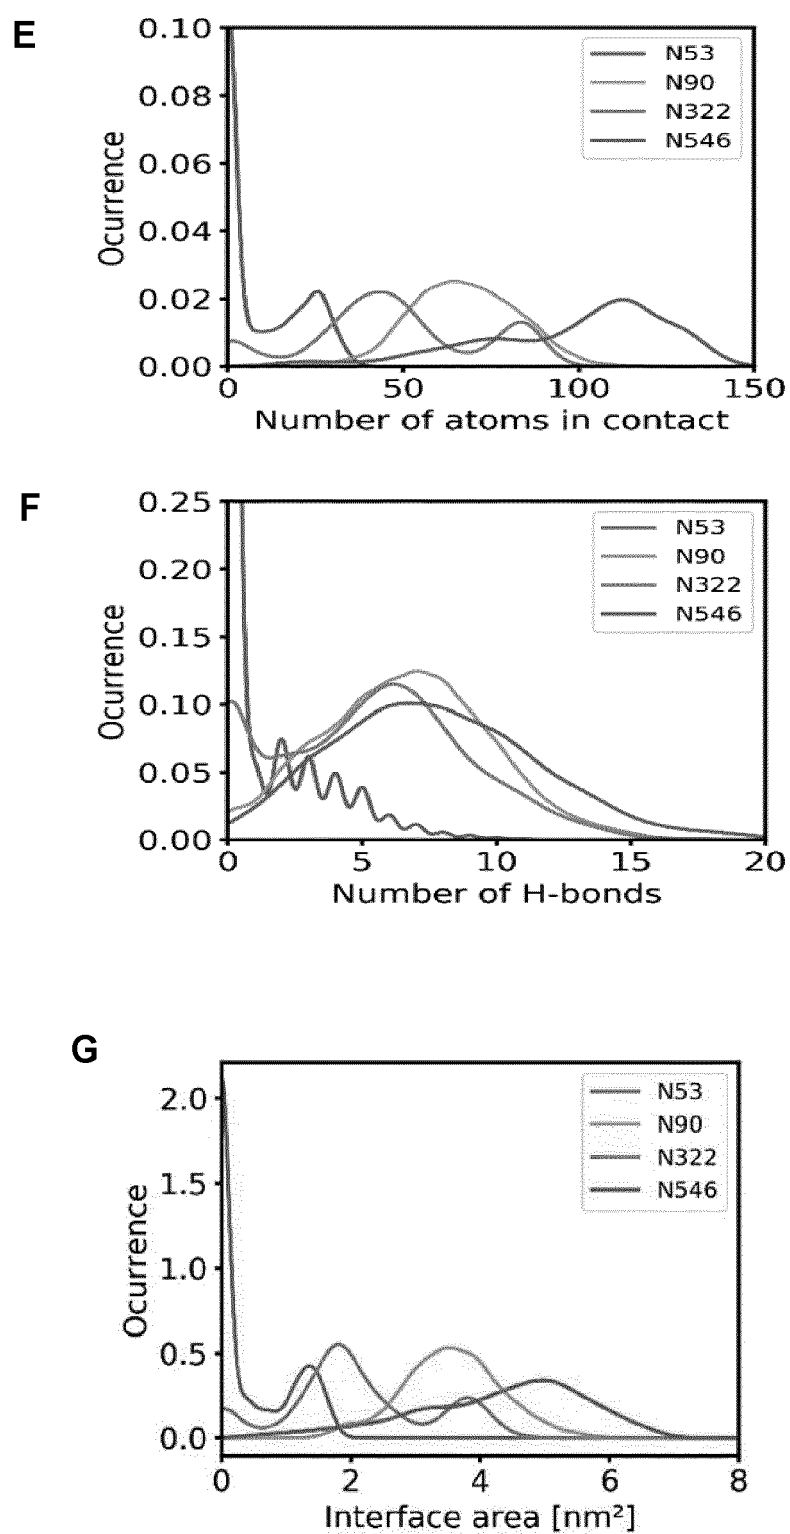 E
0.10
0.08
0.06
0.04
0.02
0.00
Ocurrence
N53
N90
N322
N546
0 50 100 150
Number of atoms in contact
F
0.25
0.20
0.15
0.10
0.05
0.00
Ocurrence
N53
N90
N322
N546
0 5 10 15 20
Number of H-bonds
G
2.0
1.5
1.0
0.5
0.0
Ocurrence
N53
N90
N322
N546
0 2 4 6 8
Interface area [nm²]